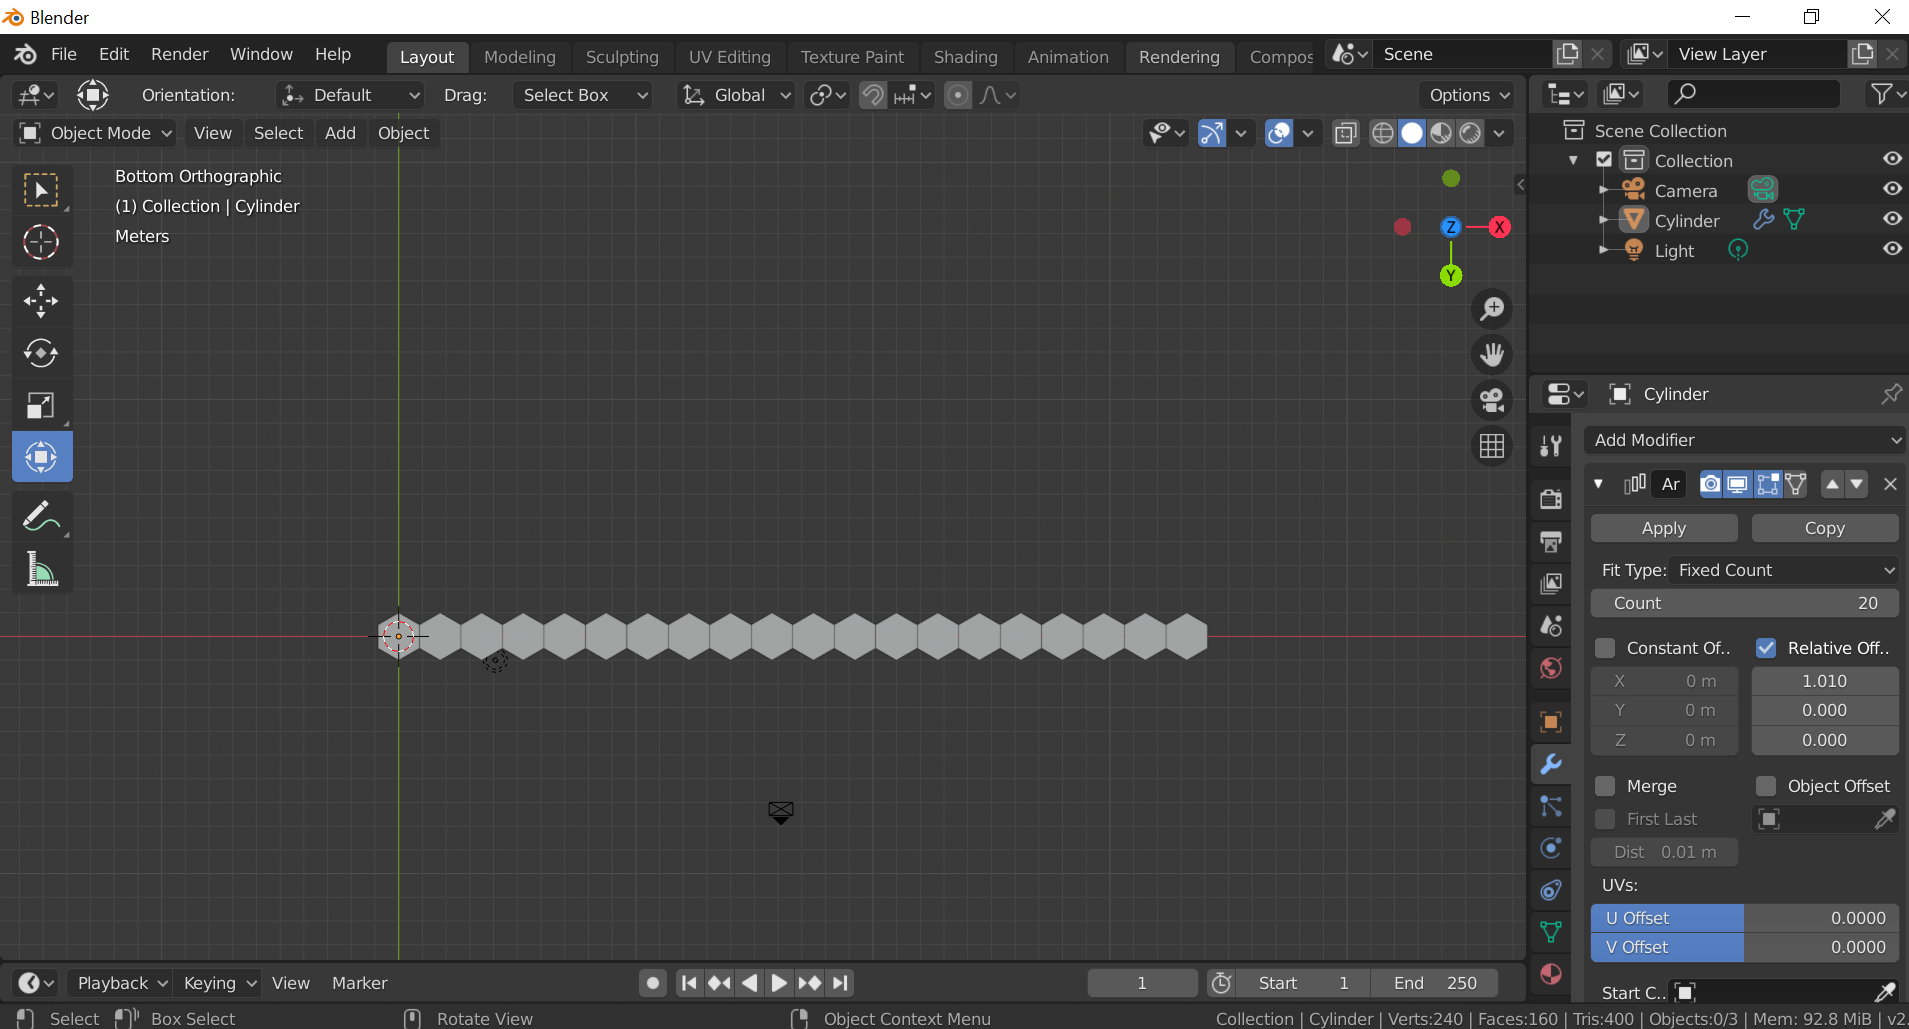 Blender
File Edit Render Window Help Layout Modeling Sculpting UV Editing Texture Paint Shading Animation Rendering Compos Scene View Layer
Orientation: Default Drag: Select Box Global Options
Object Mode View Select Add Object
Bottom Orthographic
(1) Collection | Cylinder
Meters
Z X
Y
Scene Collection
Collection
Camera
Cylinder
Light
Cylinder
Add Modifier
Ar
Apply Copy
Fit Type: Fixed Count
Count 20
Constant Of.. Relative Off..
X 0 m 1.010
Y 0 m 0.000
Z 0 m 0.000
Merge Object Offset
First Last
Dist 0.01 m
UVs:
U Offset 0.0000
V Offset 0.0000
Start C..
Playback Keying View Marker 1 Start 1 End 250
Select Box Select Rotate View Object Context Menu Collection | Cylinder | Verts:240 | Faces:160 | Tris:400 | Objects:0/3 | Mem: 92.8 MiB | v2.